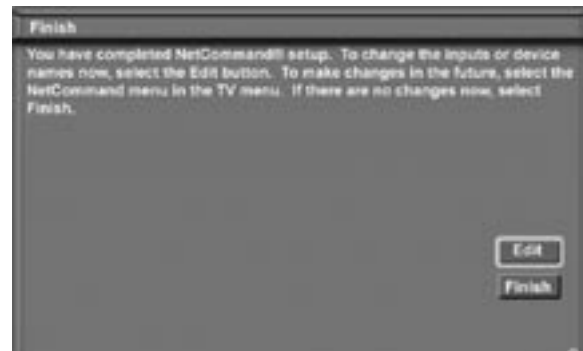 Finish
You have completed NetCommand® setup. To change the inputs or device
names now, select the Edit button. To make changes in the future, select the
NetCommand menu in the TV menu. If there are no changes now, select
Finish.
Edit
Finish